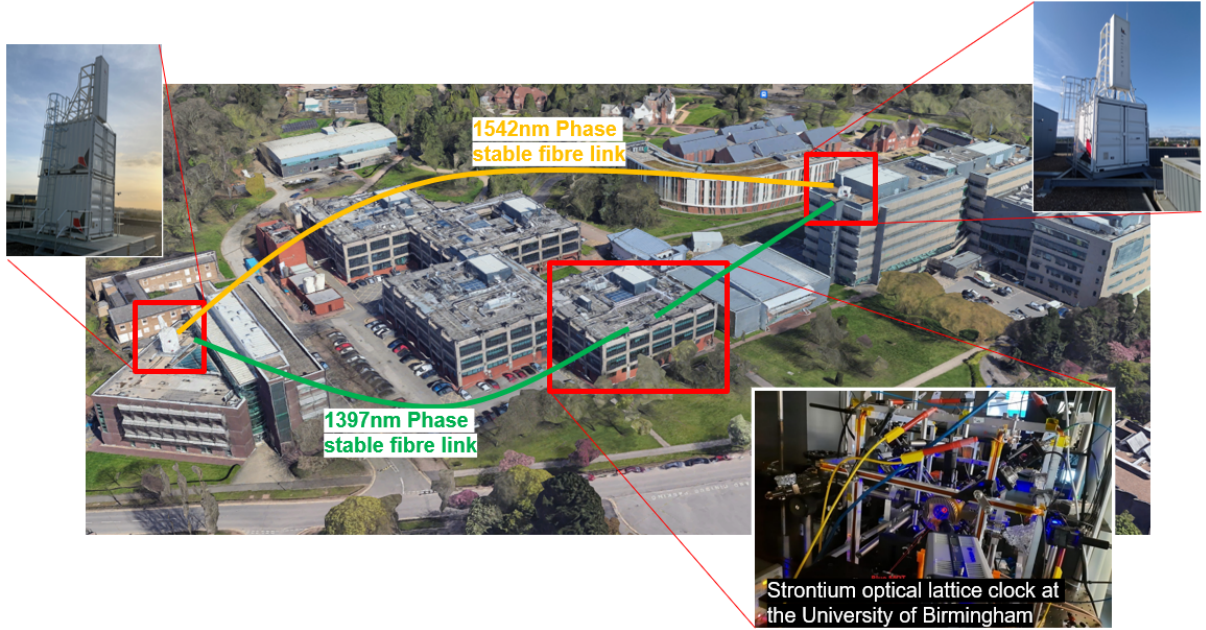 1542nm Phase
stable fibre link
1397nm Phase
stable fibre link
Strontium optical lattice clock at
the University of Birmingham